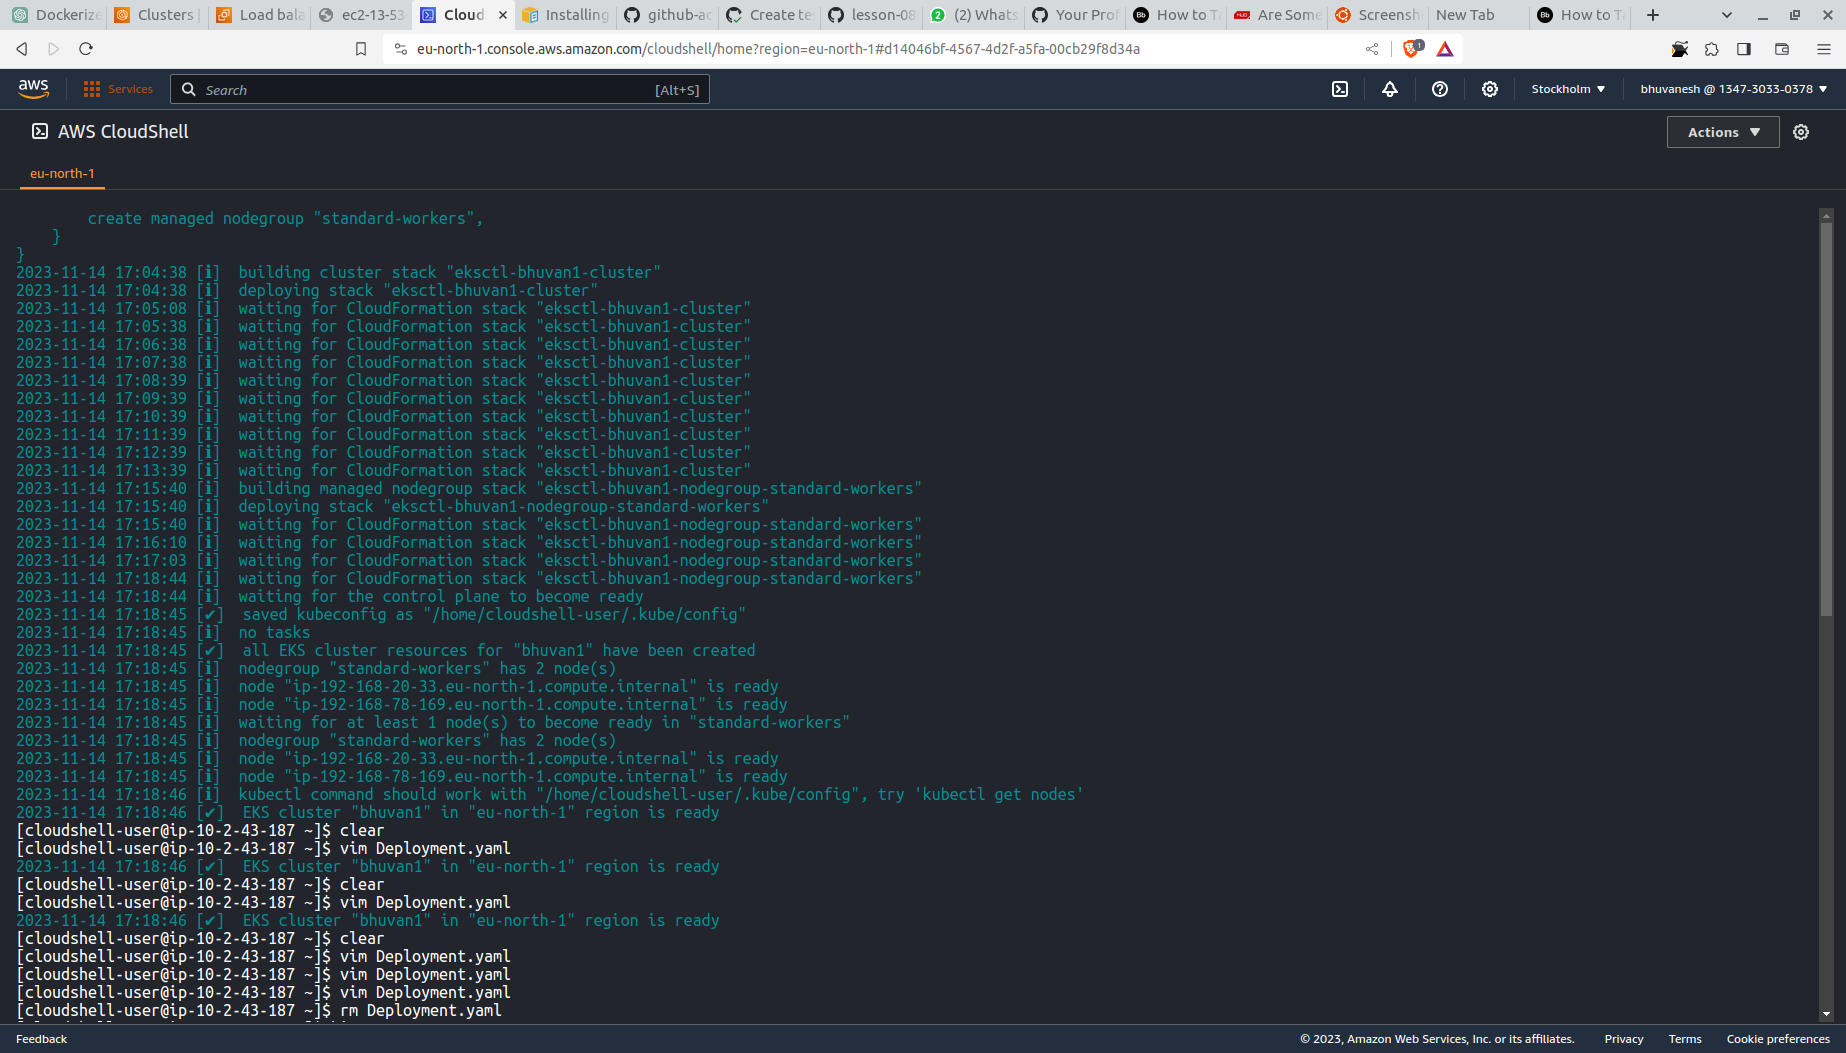 Dockerize
Clusters
Load bala
ec2-13-53
Cloud
Installing
github-ac
Create te
lesson-08
(2) Whats
Your Prof
How to Ta
Are Some
Screensh
New Tab
How to T
eu-north-1.console.aws.amazon.com/cloudshell/home?region=eu-north-1#d14046bf-4567-4d2f-a5fa-00cb29f8d34a
1
aws
Services
Search
[Alt+S]
Stockholm
bhuvanesh @ 1347-3033-0378
AWS CloudShell
Actions
eu-north-1
create managed nodegroup "standard-workers",
}
}
2023-11-14 17:04:38 [ℹ]  building cluster stack "eksctl-bhuvan1-cluster"
2023-11-14 17:04:38 [ℹ]  deploying stack "eksctl-bhuvan1-cluster"
2023-11-14 17:05:08 [ℹ]  waiting for CloudFormation stack "eksctl-bhuvan1-cluster"
2023-11-14 17:05:38 [ℹ]  waiting for CloudFormation stack "eksctl-bhuvan1-cluster"
2023-11-14 17:06:38 [ℹ]  waiting for CloudFormation stack "eksctl-bhuvan1-cluster"
2023-11-14 17:07:38 [ℹ]  waiting for CloudFormation stack "eksctl-bhuvan1-cluster"
2023-11-14 17:08:39 [ℹ]  waiting for CloudFormation stack "eksctl-bhuvan1-cluster"
2023-11-14 17:09:39 [ℹ]  waiting for CloudFormation stack "eksctl-bhuvan1-cluster"
2023-11-14 17:10:39 [ℹ]  waiting for CloudFormation stack "eksctl-bhuvan1-cluster"
2023-11-14 17:11:39 [ℹ]  waiting for CloudFormation stack "eksctl-bhuvan1-cluster"
2023-11-14 17:12:39 [ℹ]  waiting for CloudFormation stack "eksctl-bhuvan1-cluster"
2023-11-14 17:13:39 [ℹ]  waiting for CloudFormation stack "eksctl-bhuvan1-cluster"
2023-11-14 17:15:40 [ℹ]  building managed nodegroup stack "eksctl-bhuvan1-nodegroup-standard-workers"
2023-11-14 17:15:40 [ℹ]  deploying stack "eksctl-bhuvan1-nodegroup-standard-workers"
2023-11-14 17:15:40 [ℹ]  waiting for CloudFormation stack "eksctl-bhuvan1-nodegroup-standard-workers"
2023-11-14 17:16:10 [ℹ]  waiting for CloudFormation stack "eksctl-bhuvan1-nodegroup-standard-workers"
2023-11-14 17:17:03 [ℹ]  waiting for CloudFormation stack "eksctl-bhuvan1-nodegroup-standard-workers"
2023-11-14 17:18:44 [ℹ]  waiting for CloudFormation stack "eksctl-bhuvan1-nodegroup-standard-workers"
2023-11-14 17:18:44 [ℹ]  waiting for the control plane to become ready
2023-11-14 17:18:45 [✔]  saved kubeconfig as "/home/cloudshell-user/.kube/config"
2023-11-14 17:18:45 [ℹ]  no tasks
2023-11-14 17:18:45 [✔]  all EKS cluster resources for "bhuvan1" have been created
2023-11-14 17:18:45 [ℹ]  nodegroup "standard-workers" has 2 node(s)
2023-11-14 17:18:45 [ℹ]  node "ip-192-168-20-33.eu-north-1.compute.internal" is ready
2023-11-14 17:18:45 [ℹ]  node "ip-192-168-78-169.eu-north-1.compute.internal" is ready
2023-11-14 17:18:45 [ℹ]  waiting for at least 1 node(s) to become ready in "standard-workers"
2023-11-14 17:18:45 [ℹ]  nodegroup "standard-workers" has 2 node(s)
2023-11-14 17:18:45 [ℹ]  node "ip-192-168-20-33.eu-north-1.compute.internal" is ready
2023-11-14 17:18:45 [ℹ]  node "ip-192-168-78-169.eu-north-1.compute.internal" is ready
2023-11-14 17:18:46 [ℹ]  kubectl command should work with "/home/cloudshell-user/.kube/config", try 'kubectl get nodes'
2023-11-14 17:18:46 [✔]  EKS cluster "bhuvan1" in "eu-north-1" region is ready
[cloudshell-user@ip-10-2-43-187 ~]$ clear
[cloudshell-user@ip-10-2-43-187 ~]$ vim Deployment.yaml
2023-11-14 17:18:46 [✔]  EKS cluster "bhuvan1" in "eu-north-1" region is ready
[cloudshell-user@ip-10-2-43-187 ~]$ clear
[cloudshell-user@ip-10-2-43-187 ~]$ vim Deployment.yaml
2023-11-14 17:18:46 [✔]  EKS cluster "bhuvan1" in "eu-north-1" region is ready
[cloudshell-user@ip-10-2-43-187 ~]$ clear
[cloudshell-user@ip-10-2-43-187 ~]$ vim Deployment.yaml
[cloudshell-user@ip-10-2-43-187 ~]$ vim Deployment.yaml
[cloudshell-user@ip-10-2-43-187 ~]$ vim Deployment.yaml
[cloudshell-user@ip-10-2-43-187 ~]$ rm Deployment.yaml
Feedback
© 2023, Amazon Web Services, Inc. or its affiliates.
Privacy
Terms
Cookie preferences